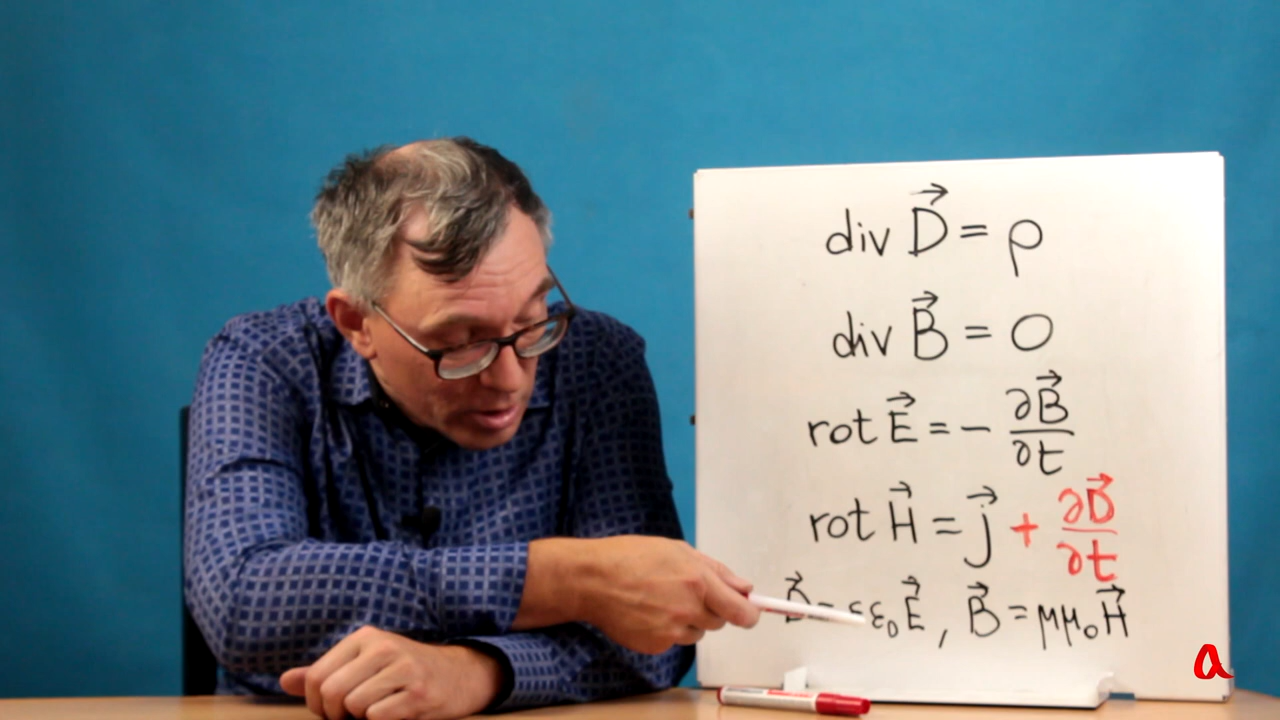 div D⃗ = ρ
div B⃗ = 0
rot E⃗ = - ∂B⃗/∂t
rot H⃗ = j⃗ + ∂D⃗/∂t
D⃗ = εε₀E⃗, B⃗ = μμ₀H⃗
a